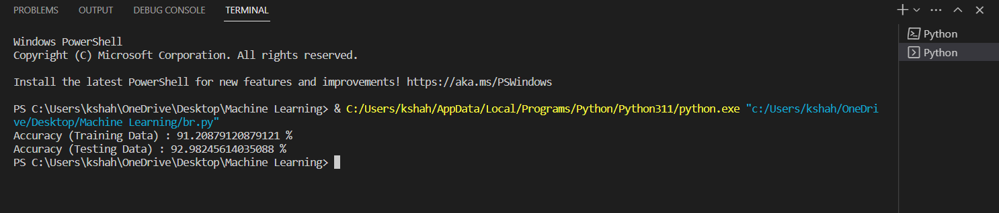 PROBLEMS OUTPUT DEBUG CONSOLE TERMINAL
Windows PowerShell
Copyright (C) Microsoft Corporation. All rights reserved.
Install the latest PowerShell for new features and improvements! https://aka.ms/PSWindows
PS C:\Users\kshah\OneDrive\Desktop\Machine Learning> & C:/Users/kshah/AppData/Local/Programs/Python/Python311/python.exe "c:/Users/kshah/OneDri
ve/Desktop/Machine Learning/br.py"
Accuracy (Training Data) : 91.20879120879121 %
Accuracy (Testing Data) : 92.98245614035088 %
PS C:\Users\kshah\OneDrive\Desktop\Machine Learning>
Python
Python